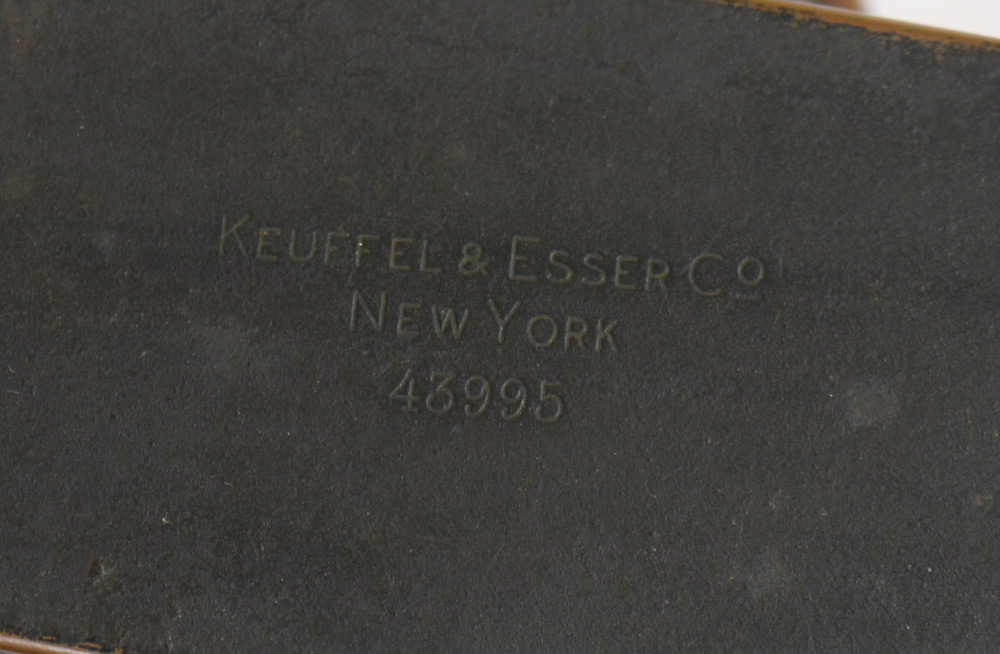 KEUFFEL & ESSER Co
NEW YORK
43995